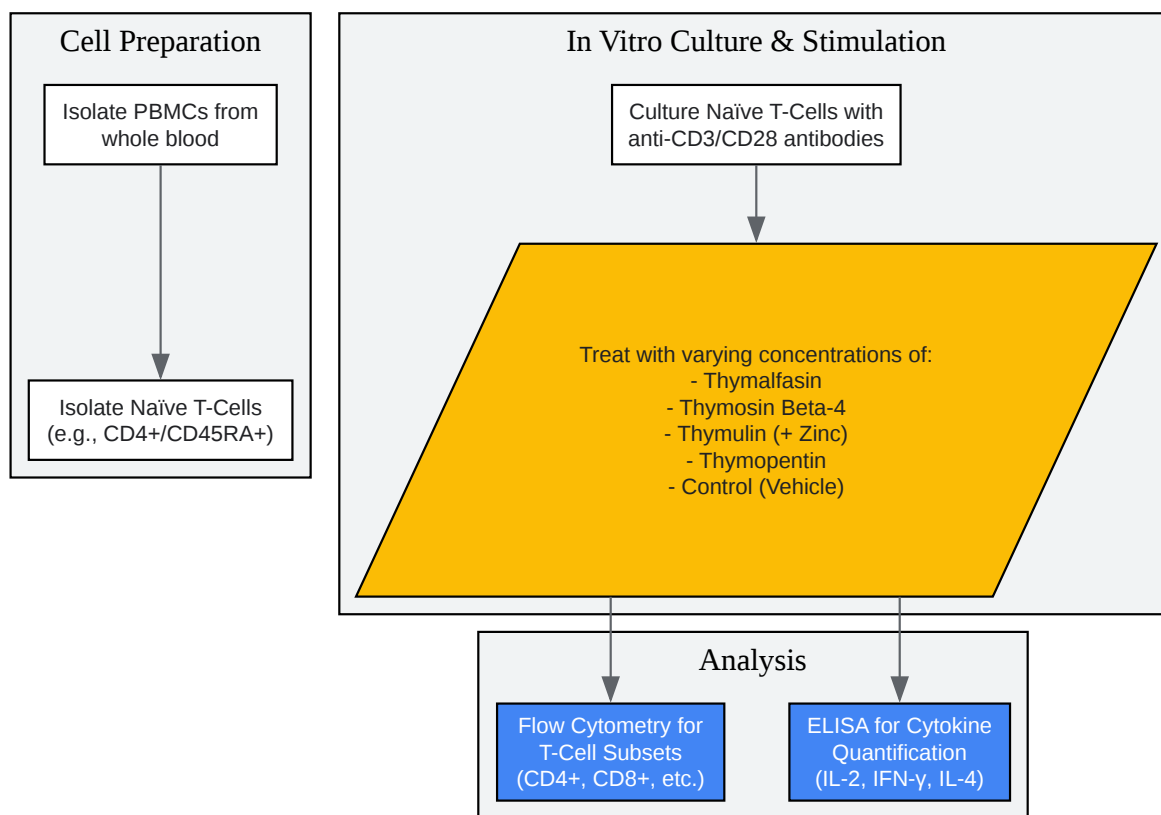 Cell Preparation
Isolate PBMCs from
whole blood
Isolate Naïve T-Cells
(e.g., CD4+/CD45RA+)
In Vitro Culture & Stimulation
Culture Naïve T-Cells with
anti-CD3/CD28 antibodies
Treat with varying concentrations of:
- Thymalfasin
- Thymosin Beta-4
- Thymulin (+ Zinc)
- Thymopentin
- Control (Vehicle)
Analysis
Flow Cytometry for
T-Cell Subsets
(CD4+, CD8+, etc.)
ELISA for Cytokine
Quantification
(IL-2, IFN-γ, IL-4)